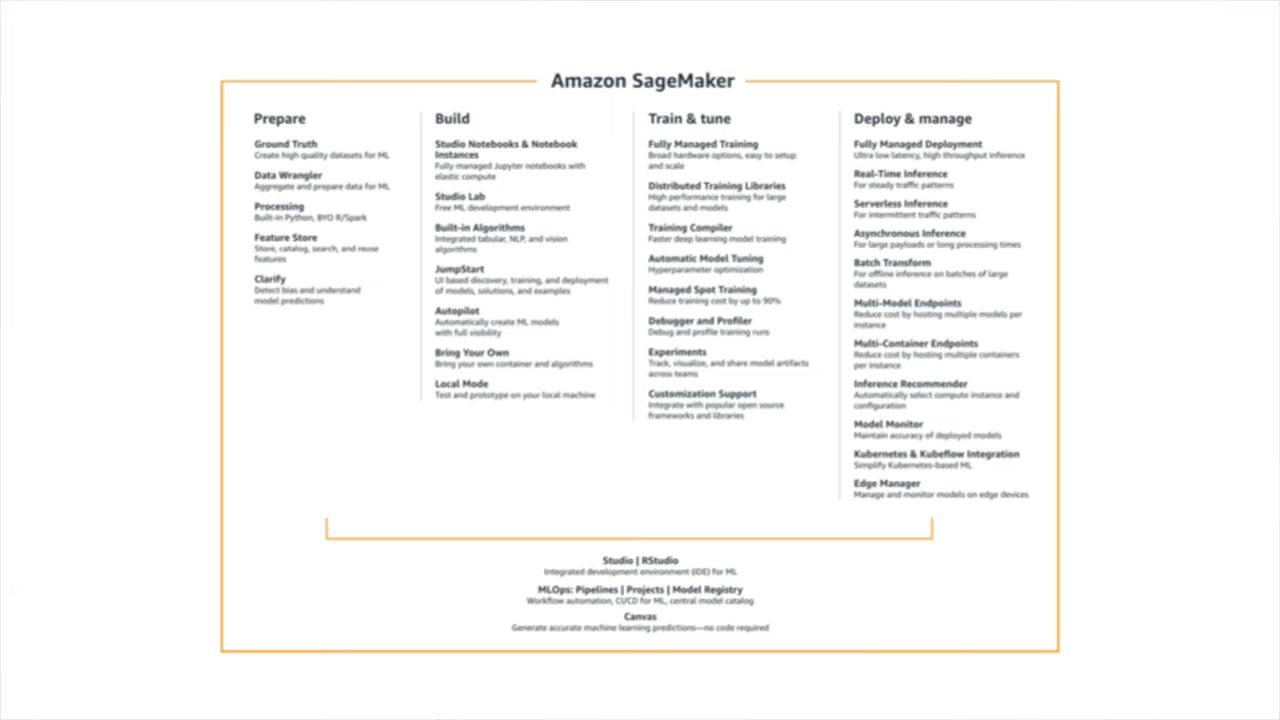 Amazon SageMaker
Prepare
Ground Truth
Create high quality datasets for ML
Data Wrangler
Aggregate and prepare data for ML
Processing
Built-in Python, BYO R/Spark
Feature Store
Store, catalog, search, and reuse
features
Clarify
Detect bias and understand
model predictions
Build
Studio Notebooks & Notebook
Instances
Fully managed Jupyter notebooks with
elastic compute
Studio Lab
Free ML development environment
Built-in Algorithms
Integrated tabular, NLP, and vision
algorithms
JumpStart
UI based discovery, training, and deployment
of models, solutions, and examples
Autopilot
Automatically create ML models
with full visibility
Bring Your Own
Bring your own container and algorithms
Local Mode
Test and prototype on your local machine
Train & tune
Fully Managed Training
Broad hardware options, easy to setup
and scale
Distributed Training Libraries
High performance training for large
datasets and models
Training Compiler
Faster deep learning model training
Automatic Model Tuning
Hyperparameter optimization
Managed Spot Training
Reduce training cost by up to 90%
Debugger and Profiler
Debug and profile training runs
Experiments
Track, visualize, and share model artifacts
across teams
Customization Support
Integrate with popular open source
frameworks and libraries
Deploy & manage
Fully Managed Deployment
Ultra low latency, high throughput inference
Real-Time Inference
For steady traffic patterns
Serverless Inference
For intermittent traffic patterns
Asynchronous Inference
For large payloads or long processing times
Batch Transform
For offline inference on batches of large
datasets
Multi-Model Endpoints
Reduce cost by hosting multiple models per
instance
Multi-Container Endpoints
Reduce cost by hosting multiple containers
per instance
Inference Recommender
Automatically select compute instance and
configuration
Model Monitor
Maintain accuracy of deployed models
Kubernetes & Kubeflow Integration
Simplify Kubernetes-based ML
Edge Manager
Manage and monitor models on edge devices
Studio | RStudio
Integrated development environment (IDE) for ML
MLOps: Pipelines | Projects | Model Registry
Workflow automation, CI/CD for ML, central model catalog
Canvas
Generate accurate machine learning predictions—no code required